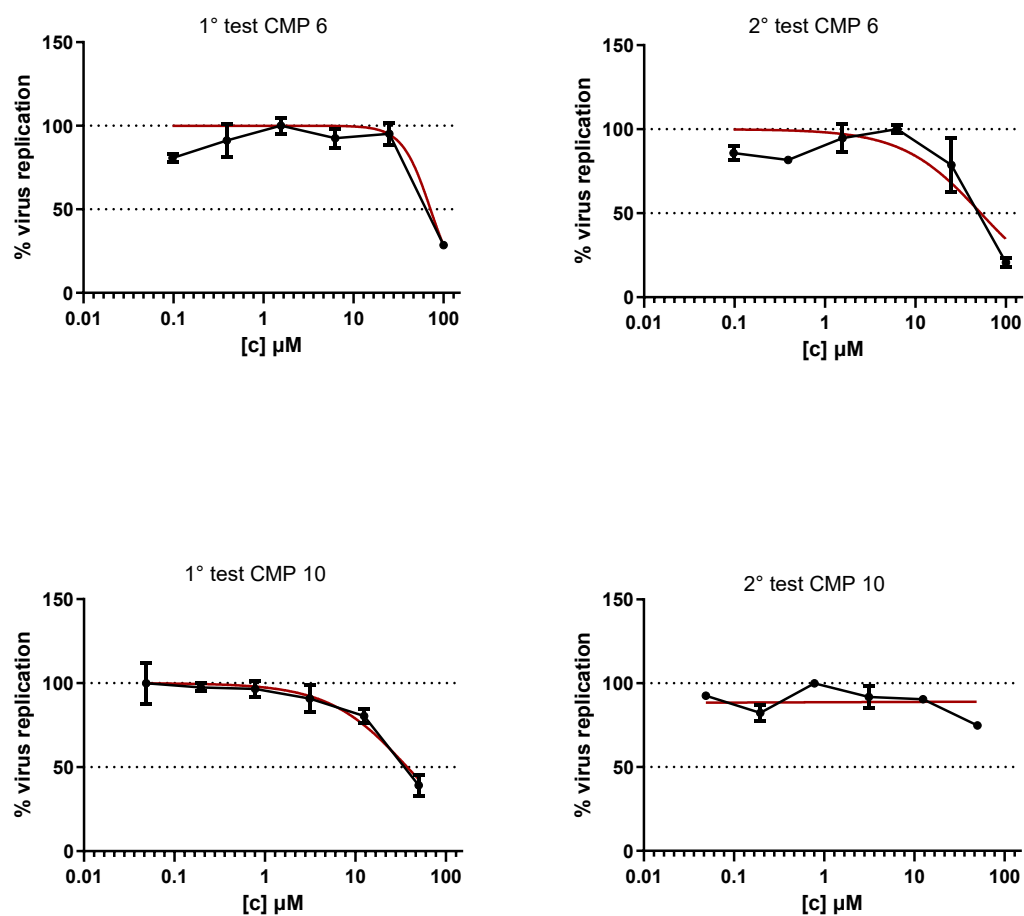 1° test CMP 6
150
100
50
0
% virus replication
0.01 0.1 1 10 100
[c] µM
2° test CMP 6
150
100
50
0
% virus replication
0.01 0.1 1 10 100
[c] µM
1° test CMP 10
150
100
50
0
% virus replication
0.01 0.1 1 10 100
[c] µM
2° test CMP 10
150
100
50
0
% virus replication
0.01 0.1 1 10 100
[c] µM